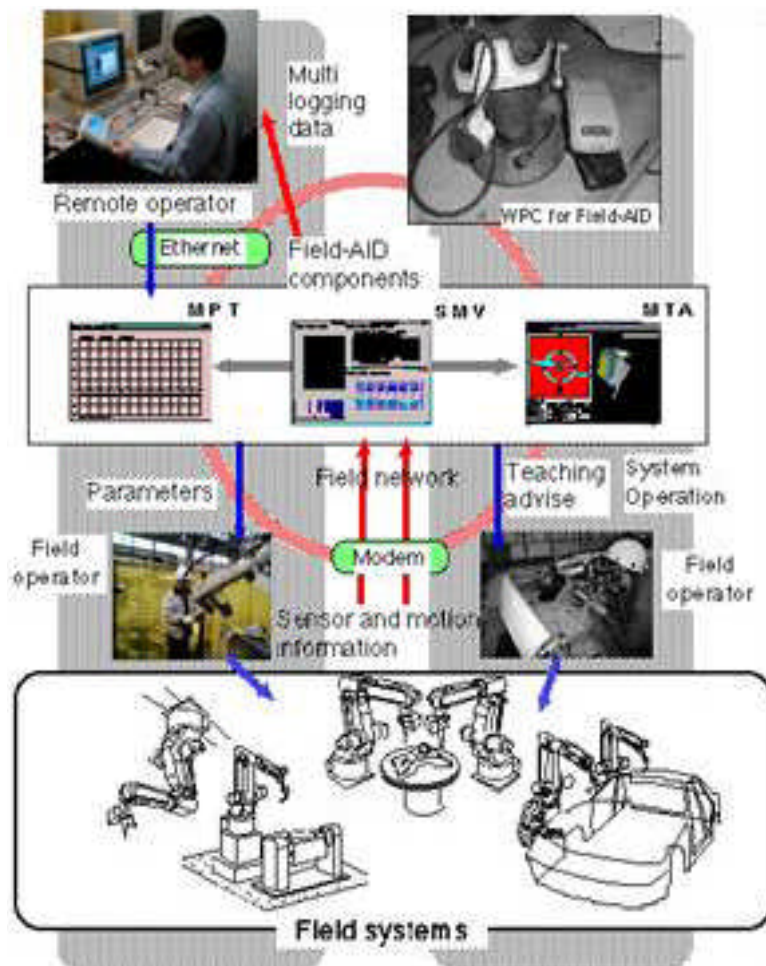 Multi
logging
data
Remote operator
WPC for Field-AID
Ethernet
Field-AID
components
MPT
SMV
MTA
Parameters
Field network
Teaching
advise
System
Operation
Field
operator
Modem
Field
operator
Sensor and motion
information
Field systems